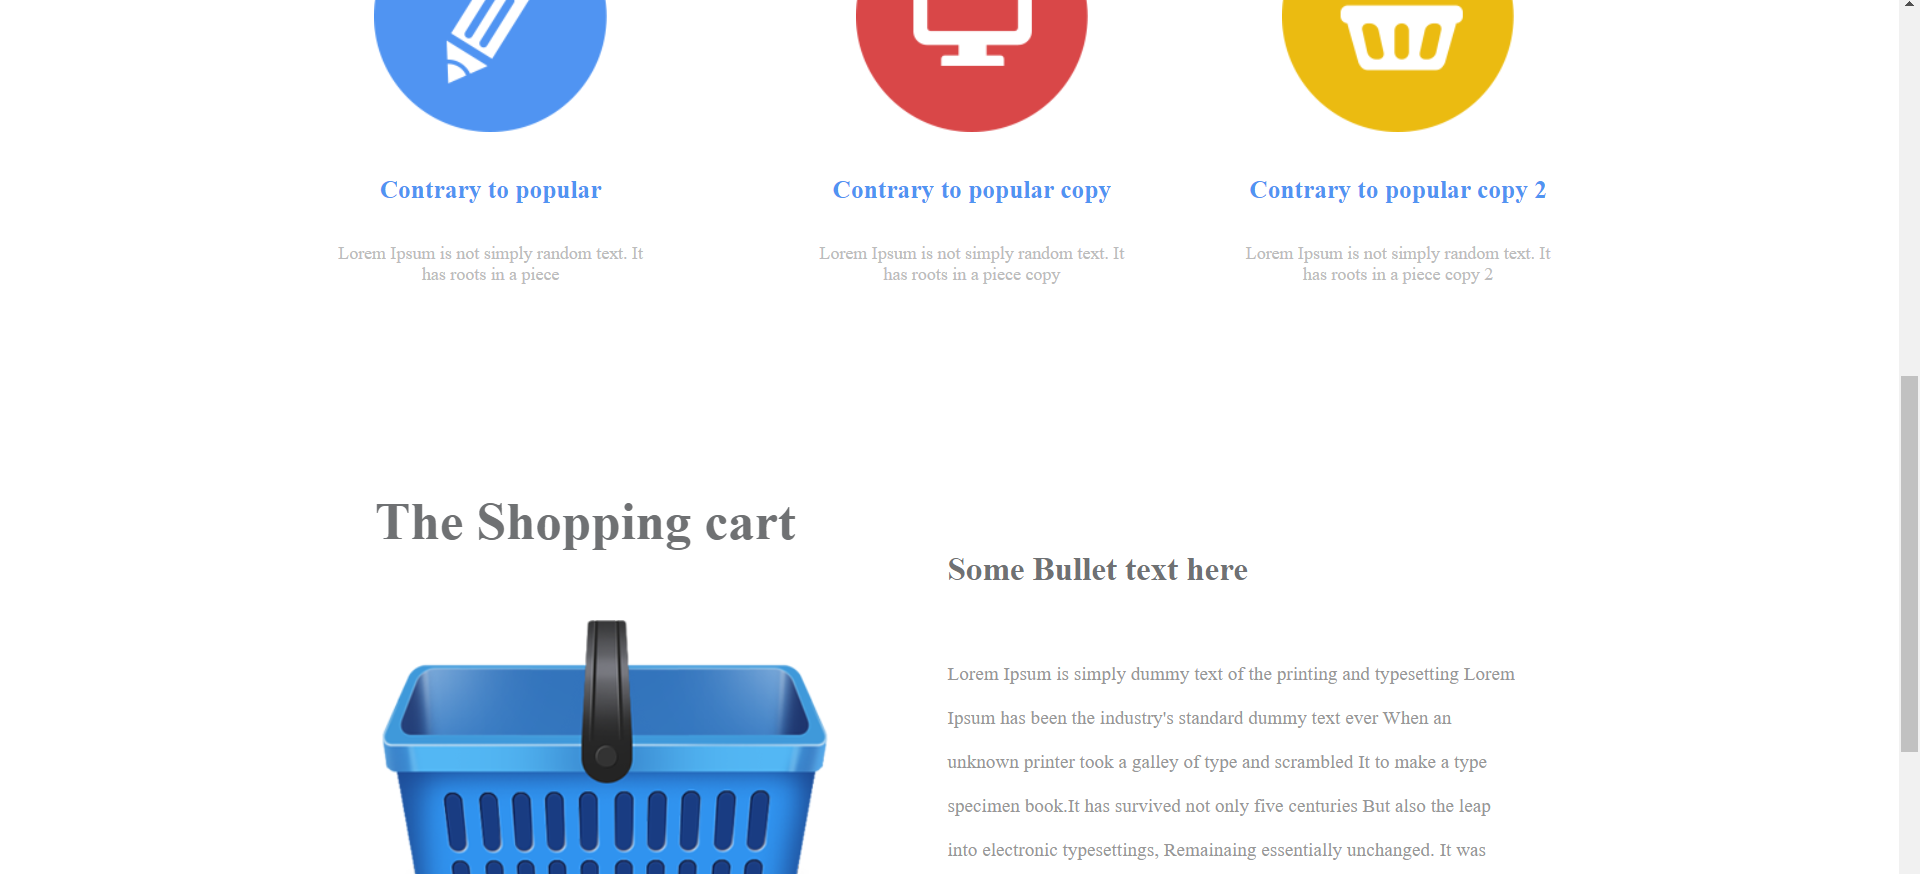 Contrary to popular
Lorem Ipsum is not simply random text. It
has roots in a piece
Contrary to popular copy
Lorem Ipsum is not simply random text. It
has roots in a piece copy
Contrary to popular copy 2
Lorem Ipsum is not simply random text. It
has roots in a piece copy 2
The Shopping cart
Some Bullet text here
Lorem Ipsum is simply dummy text of the printing and typesetting Lorem
Ipsum has been the industry's standard dummy text ever When an
unknown printer took a galley of type and scrambled It to make a type
specimen book.It has survived not only five centuries But also the leap
into electronic typesettings, Remainaing essentially unchanged. It was